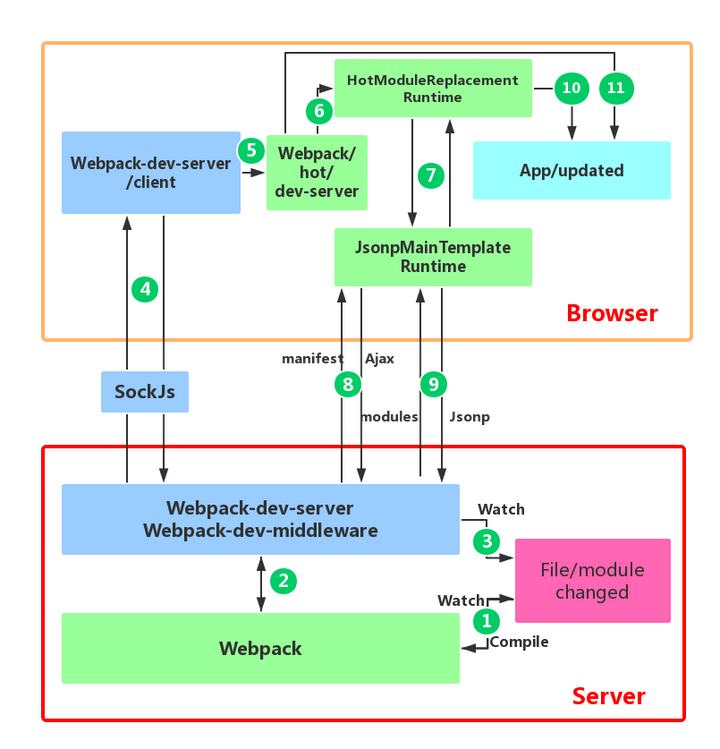 HotModuleReplacement
Runtime
10
11
6
5
Webpack-dev-server
/client
Webpack/
hot/
dev-server
7
App/updated
JsonpMainTemplate
Runtime
4
Browser
manifest
Ajax
SockJs
8
9
modules
Jsonp
Webpack-dev-server
Webpack-dev-middleware
Watch
3
File/module
changed
2
Watch
1
Compile
Webpack
Server